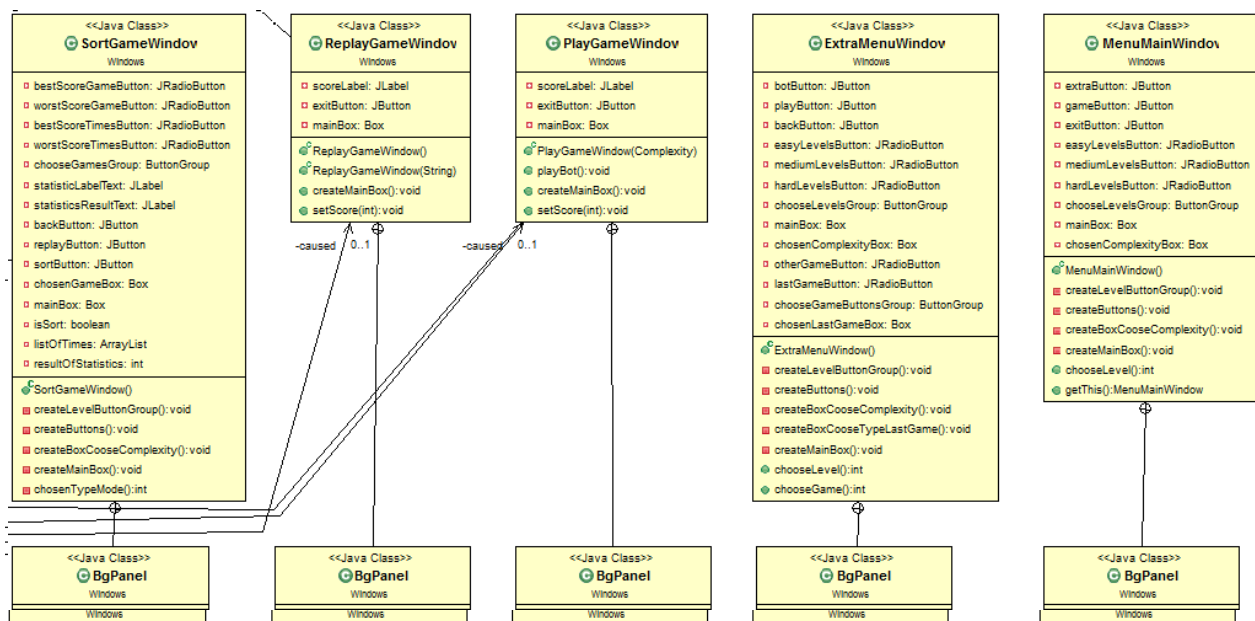 <<Java Class>>
SortGameWindow
Windows
bestScoreGameButton: JRadioButton
worstScoreGameButton: JRadioButton
bestScoreTimesButton: JRadioButton
worstScoreTimesButton: JRadioButton
chooseGamesGroup: ButtonGroup
statisticLabelText: JLabel
statisticsResultText: JLabel
backButton: JButton
replayButton: JButton
sortButton: JButton
chosenGameBox: Box
mainBox: Box
isSort: boolean
listOfTimes: ArrayList
resultOfStatistics: int
SortGameWindow()
createLevelButtonGroup():void
createButtons():void
createBoxCooseComplexity():void
createMainBox():void
chosenTypeMode():int
<<Java Class>>
ReplayGameWindow
Windows
scoreLabel: JLabel
exitButton: JButton
mainBox: Box
ReplayGameWindow()
ReplayGameWindow(String)
createMainBox():void
setScore(int):void
-caused 0..1
<<Java Class>>
PlayGameWindow
Windows
scoreLabel: JLabel
exitButton: JButton
mainBox: Box
PlayGameWindow(Complexity)
playBot():void
createMainBox():void
setScore(int):void
-caused 0..1
<<Java Class>>
ExtraMenuWindow
Windows
botButton: JButton
playButton: JButton
backButton: JButton
easyLevelsButton: JRadioButton
mediumLevelsButton: JRadioButton
hardLevelsButton: JRadioButton
chooseLevelsGroup: ButtonGroup
mainBox: Box
chosenComplexityBox: Box
otherGameButton: JRadioButton
lastGameButton: JRadioButton
chooseGameButtonsGroup: ButtonGroup
chosenLastGameBox: Box
ExtraMenuWindow()
createLevelButtonGroup():void
createButtons():void
createBoxCooseComplexity():void
createBoxCooseTypeLastGame():void
createMainBox():void
chooseLevel():int
chooseGame():int
<<Java Class>>
MenuMainWindow
Windows
extraButton: JButton
gameButton: JButton
exitButton: JButton
easyLevelsButton: JRadioButton
mediumLevelsButton: JRadioButton
hardLevelsButton: JRadioButton
chooseLevelsGroup: ButtonGroup
mainBox: Box
chosenComplexityBox: Box
MenuMainWindow()
createLevelButtonGroup():void
createButtons():void
createBoxCooseComplexity():void
createMainBox():void
chooseLevel():int
getThis():MenuMainWindow
<<Java Class>>
BgPanel
Windows
Windows
<<Java Class>>
BgPanel
Windows
Windows
<<Java Class>>
BgPanel
Windows
Windows
<<Java Class>>
BgPanel
Windows
Windows
<<Java Class>>
BgPanel
Windows
Windows